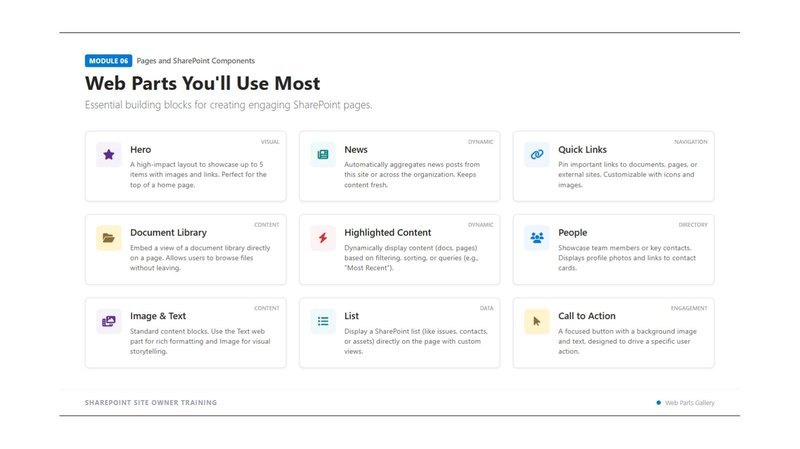 MODULE 06 Pages and SharePoint Components
Web Parts You'll Use Most
Essential building blocks for creating engaging SharePoint pages.
VISUAL
Hero
A high-impact layout to showcase up to 5
items with images and links. Perfect for the
top of a home page.
DYNAMIC
News
Automatically aggregates news posts from
this site or across the organization. Keeps
content fresh.
NAVIGATION
Quick Links
Pin important links to documents, pages, or
external sites. Customizable with icons and
images.
CONTENT
Document Library
Embed a view of a document library directly
on a page. Allows users to browse files
without leaving.
DYNAMIC
Highlighted Content
Dynamically display content (docs, pages)
based on filtering, sorting, or queries (e.g.,
"Most Recent").
DIRECTORY
People
Showcase team members or key contacts.
Displays profile photos and links to contact
cards.
CONTENT
Image & Text
Standard content blocks. Use the Text web
part for rich formatting and Image for visual
storytelling.
DATA
List
Display a SharePoint list (like issues, contacts,
or assets) directly on the page with custom
views.
ENGAGEMENT
Call to Action
A focused button with a background image
and text, designed to drive a specific user
action.
SHAREPOINT SITE OWNER TRAINING
Web Parts Gallery